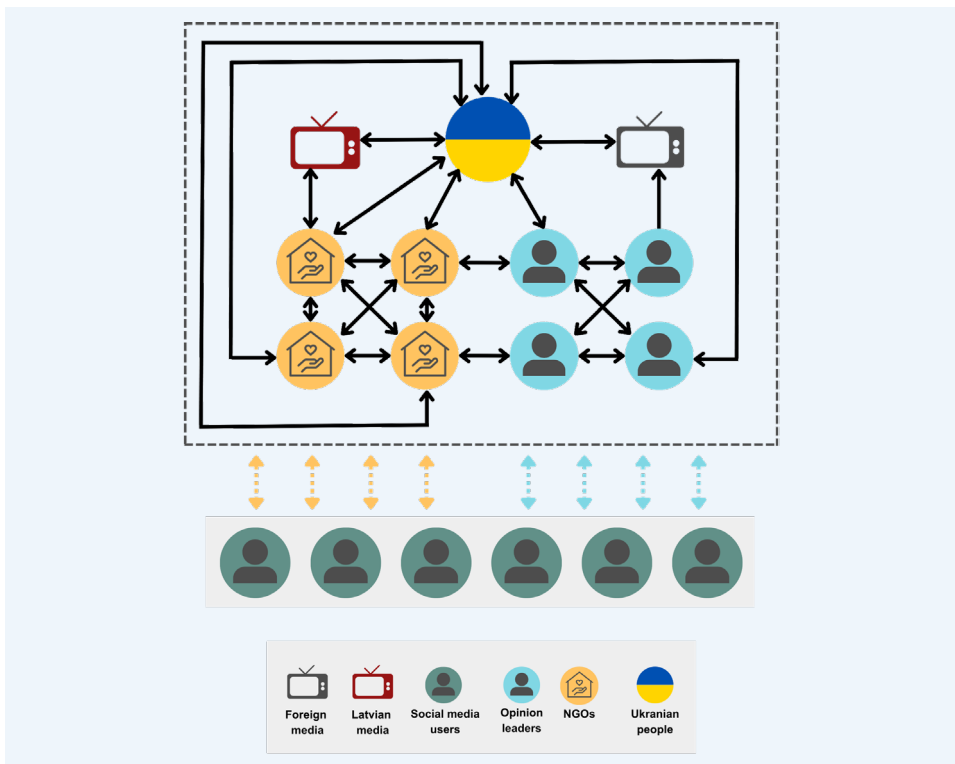 Foreign
media
Latvian
media
Social media
users
Opinion
leaders
NGOs
Ukranian
people